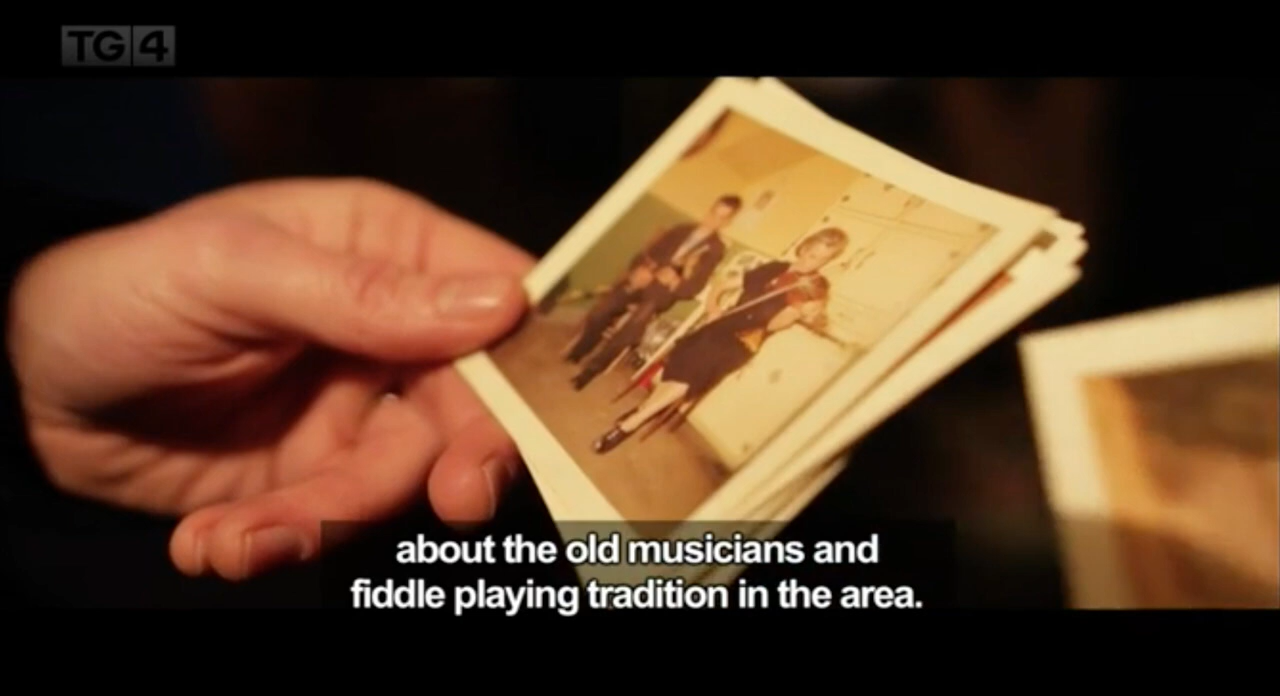 TG4
about the old musicians and
fiddle playing tradition in the area.